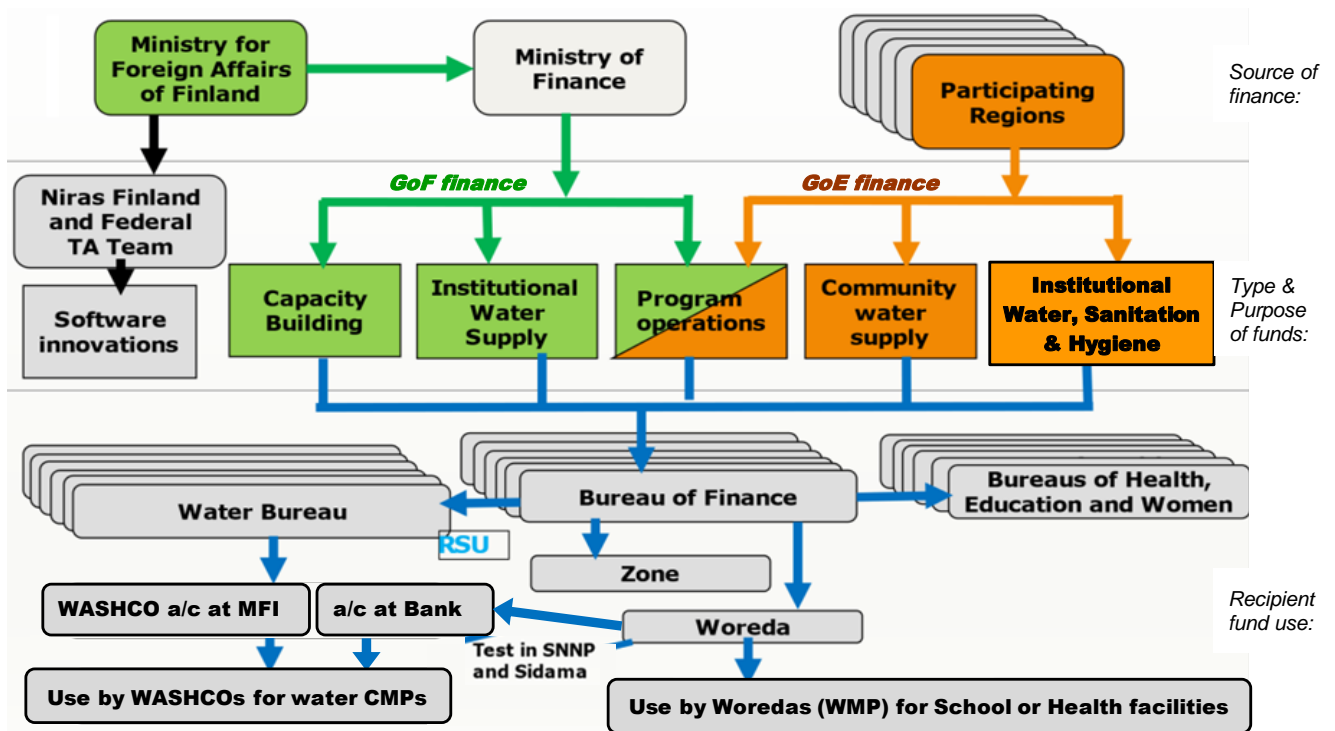 Ministry for
Foreign Affairs
of Finland
Ministry of
Finance
Participating
Regions
Source of
finance:
Niras Finland
and Federal
TA Team
GoF finance
GoE finance
Software
innovations
Capacity
Building
Institutional
Water
Supply
Program
operations
Community
water
supply
Institutional
Water, Sanitation
& Hygiene
Type &
Purpose
of funds:
Water Bureau
RSU
Bureau of Finance
Bureaus of Health,
Education and Women
Zone
WASHCO a/c at MFI
a/c at Bank
Woreda
Recipient
fund use:
Test in SNNP
and Sidama
Use by WASHCOs for water CMPs
Use by Woredas (WMP) for School or Health facilities